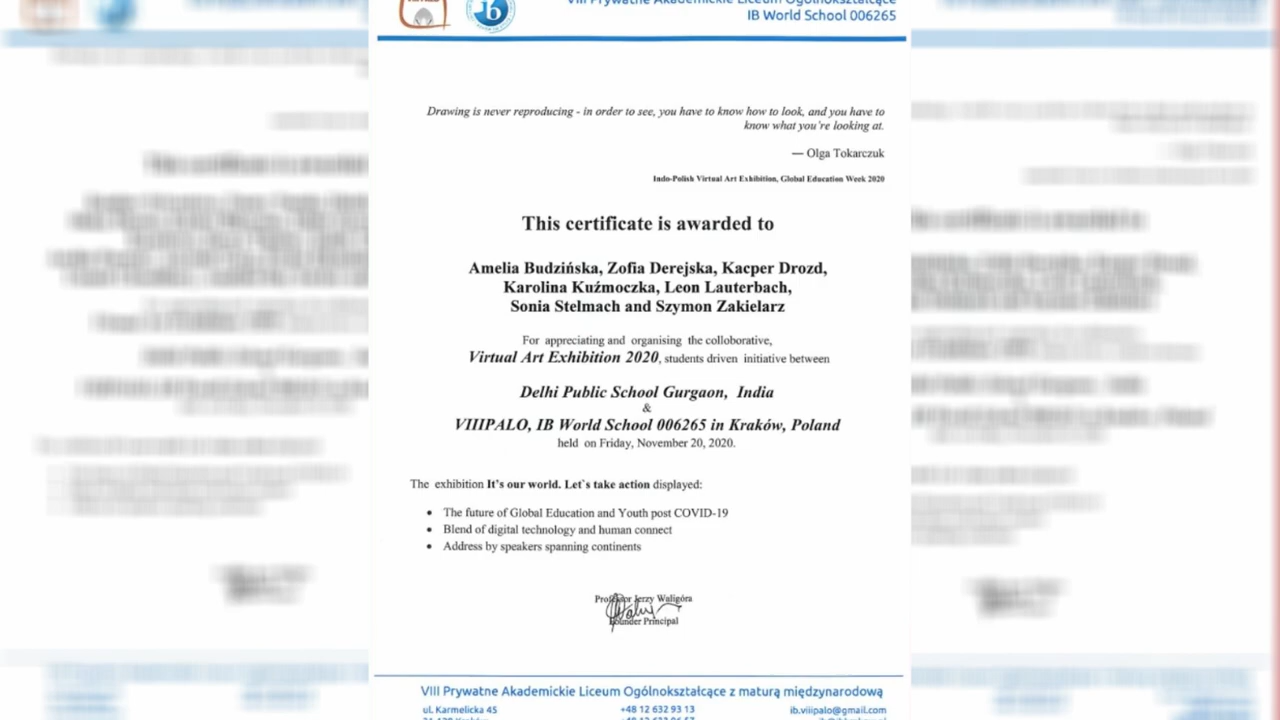 VIII Prywatne Akademickie Liceum Ogólnokształcące
IB World School 006265
Drawing is never reproducing - in order to see, you have to know how to look, and you have to
know what you're looking at.
— Olga Tokarczuk
Indo-Polish Virtual Art Exhibition, Global Education Week 2020
This certificate is awarded to
Amelia Budzińska, Zofia Derejska, Kacper Drozd,
Karolina Kuźmoczka, Leon Lauterbach,
Sonia Stelmach and Szymon Zakielarz
For appreciating and organising the colloborative,
Virtual Art Exhibition 2020, students driven initiative between
Delhi Public School Gurgaon, India
&
VIIIPALO, IB World School 006265 in Kraków, Poland
held on Friday, November 20, 2020.
The exhibition It's our world. Let`s take action displayed:
• The future of Global Education and Youth post COVID-19
• Blend of digital technology and human connect
• Address by speakers spanning continents
Professor Jerzy Waligóra
Founder Principal
VIII Prywatne Akademickie Liceum Ogólnokształcące z maturą międzynarodową
ul. Karmelicka 45 +48 12 632 93 13 ib.viiipalo@gmail.com